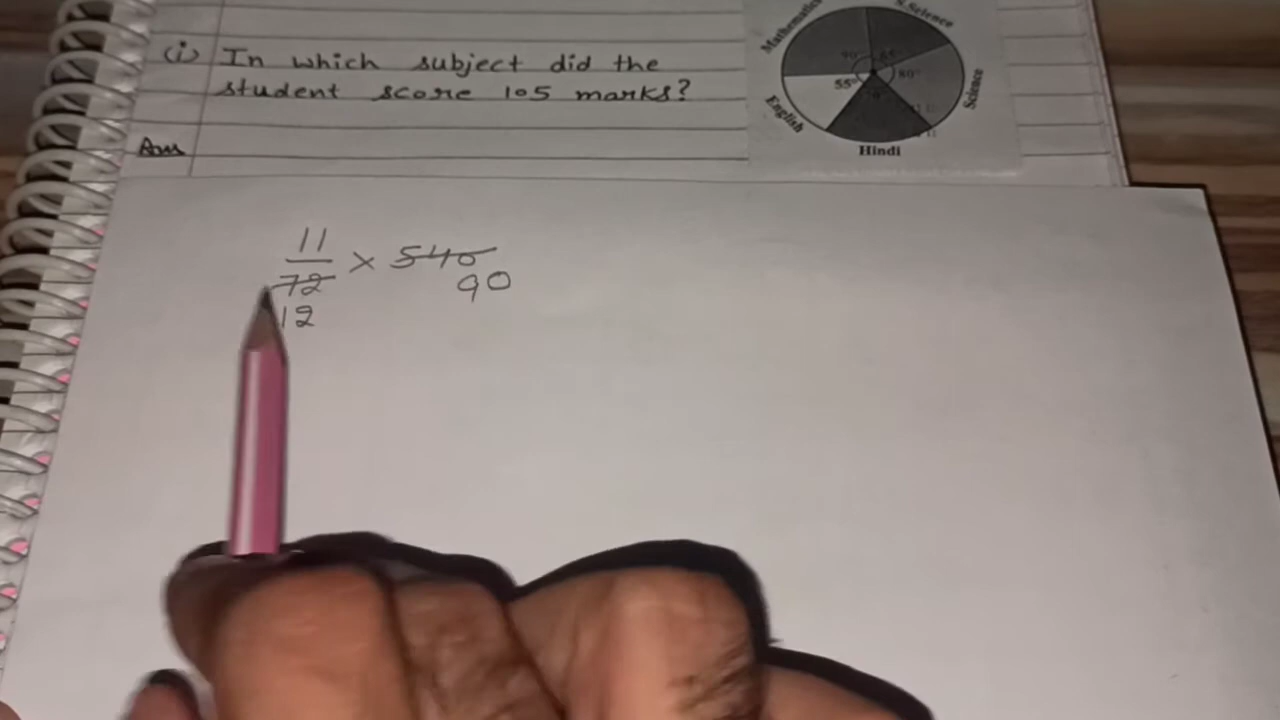 (i) In which subject did the
student score 105 marks?
Ans
Mathematics
S.Science
90°
65°
80°
55°
Science
English
Hindi
11
72 × 540
90
12